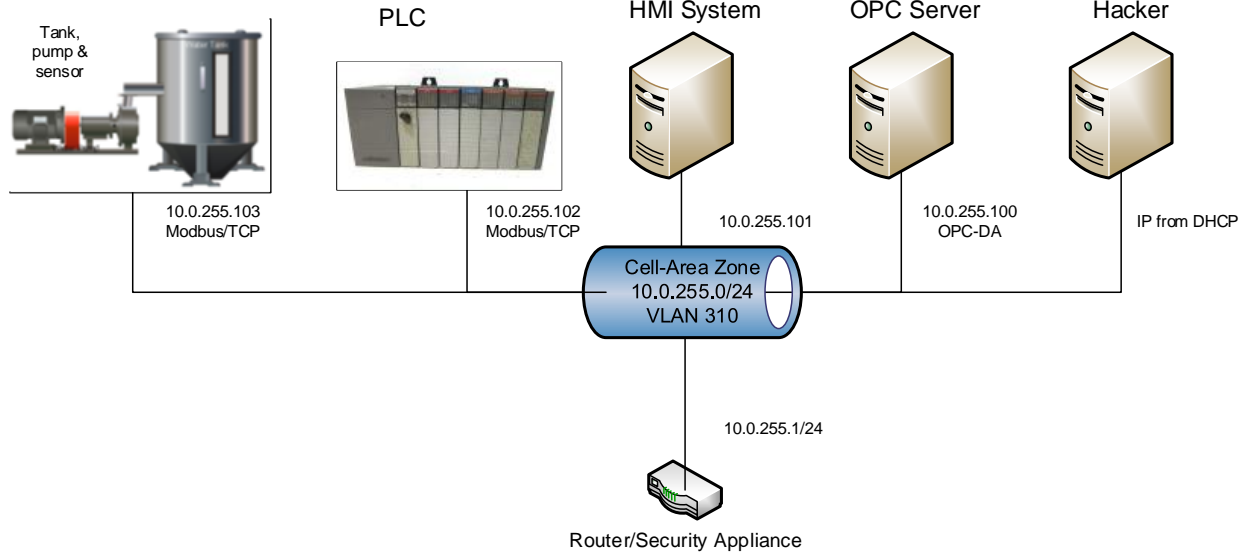 Tank,
pump &
sensor
Water Tank
PLC
HMI System
OPC Server
Hacker
10.0.255.103
Modbus/TCP
10.0.255.102
Modbus/TCP
10.0.255.101
10.0.255.100
OPC-DA
IP from DHCP
Cell-Area Zone
10.0.255.0/24
VLAN 310
10.0.255.1/24
Router/Security Appliance